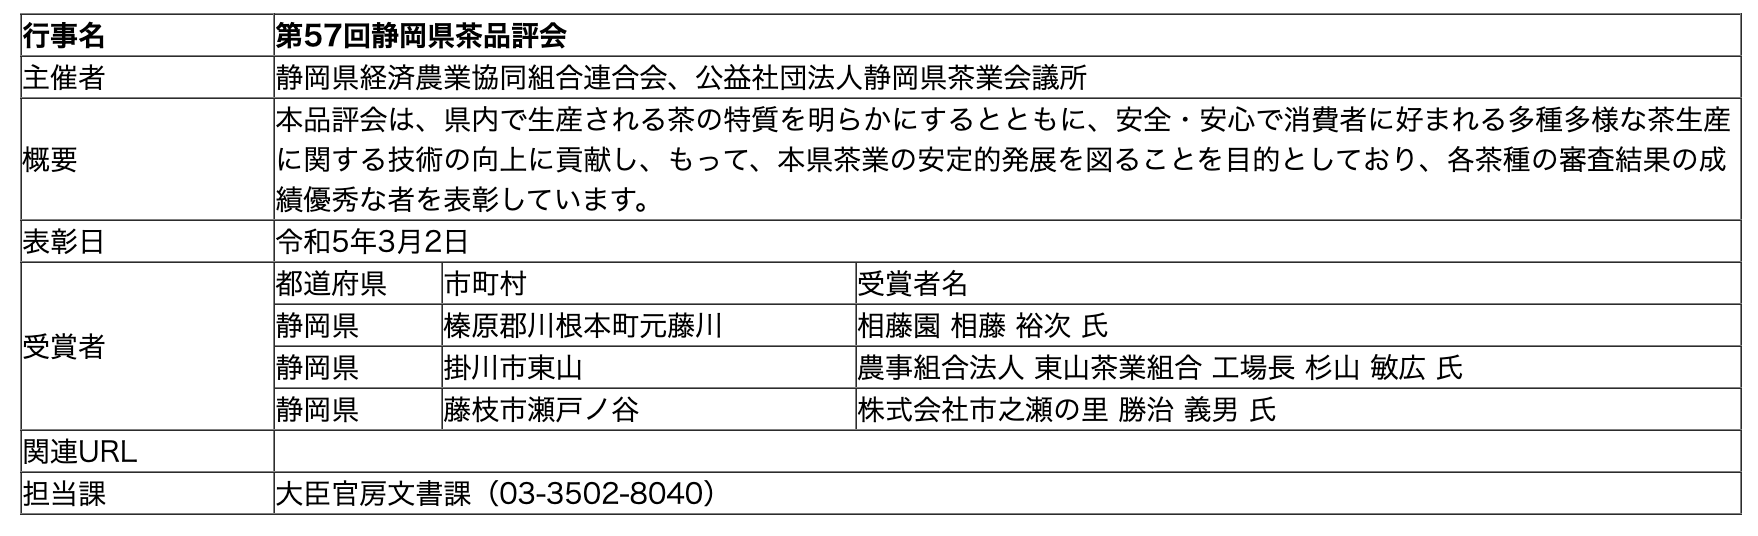 行事名 第57回静岡県茶品評会
主催者 静岡県経済農業協同組合連合会、公益社団法人静岡県茶業会議所
概要 本品評会は、県内で生産される茶の特質を明らかにするとともに、安全・安心で消費者に好まれる多種多様な茶生産
に関する技術の向上に貢献し、もって、本県茶業の安定的発展を図ることを目的としており、各茶種の審査結果の成
績優秀な者を表彰しています。
表彰日 令和5年3月2日
受賞者 都道府県 市町村 受賞者名
静岡県 榛原郡川根本町元藤川 相藤園 相藤 裕次 氏
静岡県 掛川市東山 農事組合法人 東山茶業組合 工場長 杉山 敏広 氏
静岡県 藤枝市瀬戸ノ谷 株式会社市之瀬の里 勝治 義男 氏
関連URL
担当課 大臣官房文書課（03-3502-8040）